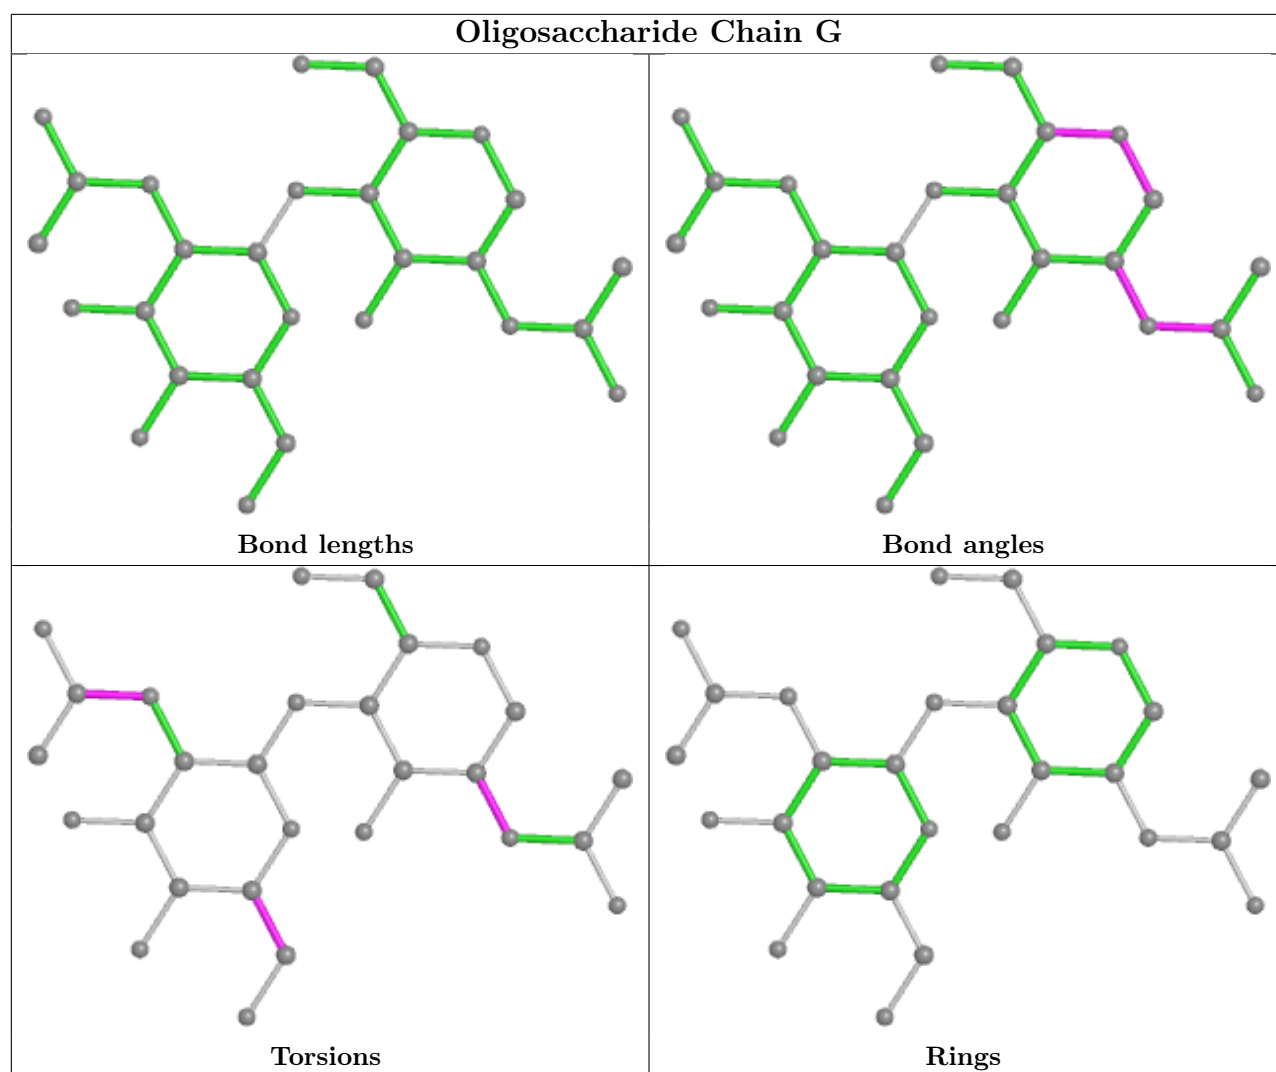 Oligosaccharide Chain G
Bond lengths
Bond angles
Torsions
Rings